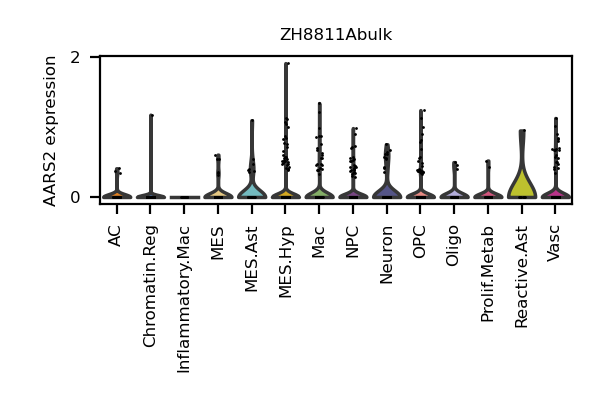 ZH8811Abulk
AARS2 expression
2
0
AC
Chromatin.Reg
Inflammatory.Mac
MES
MES.Ast
MES.Hyp
Mac
NPC
Neuron
OPC
Oligo
Prolif.Metab
Reactive.Ast
Vasc